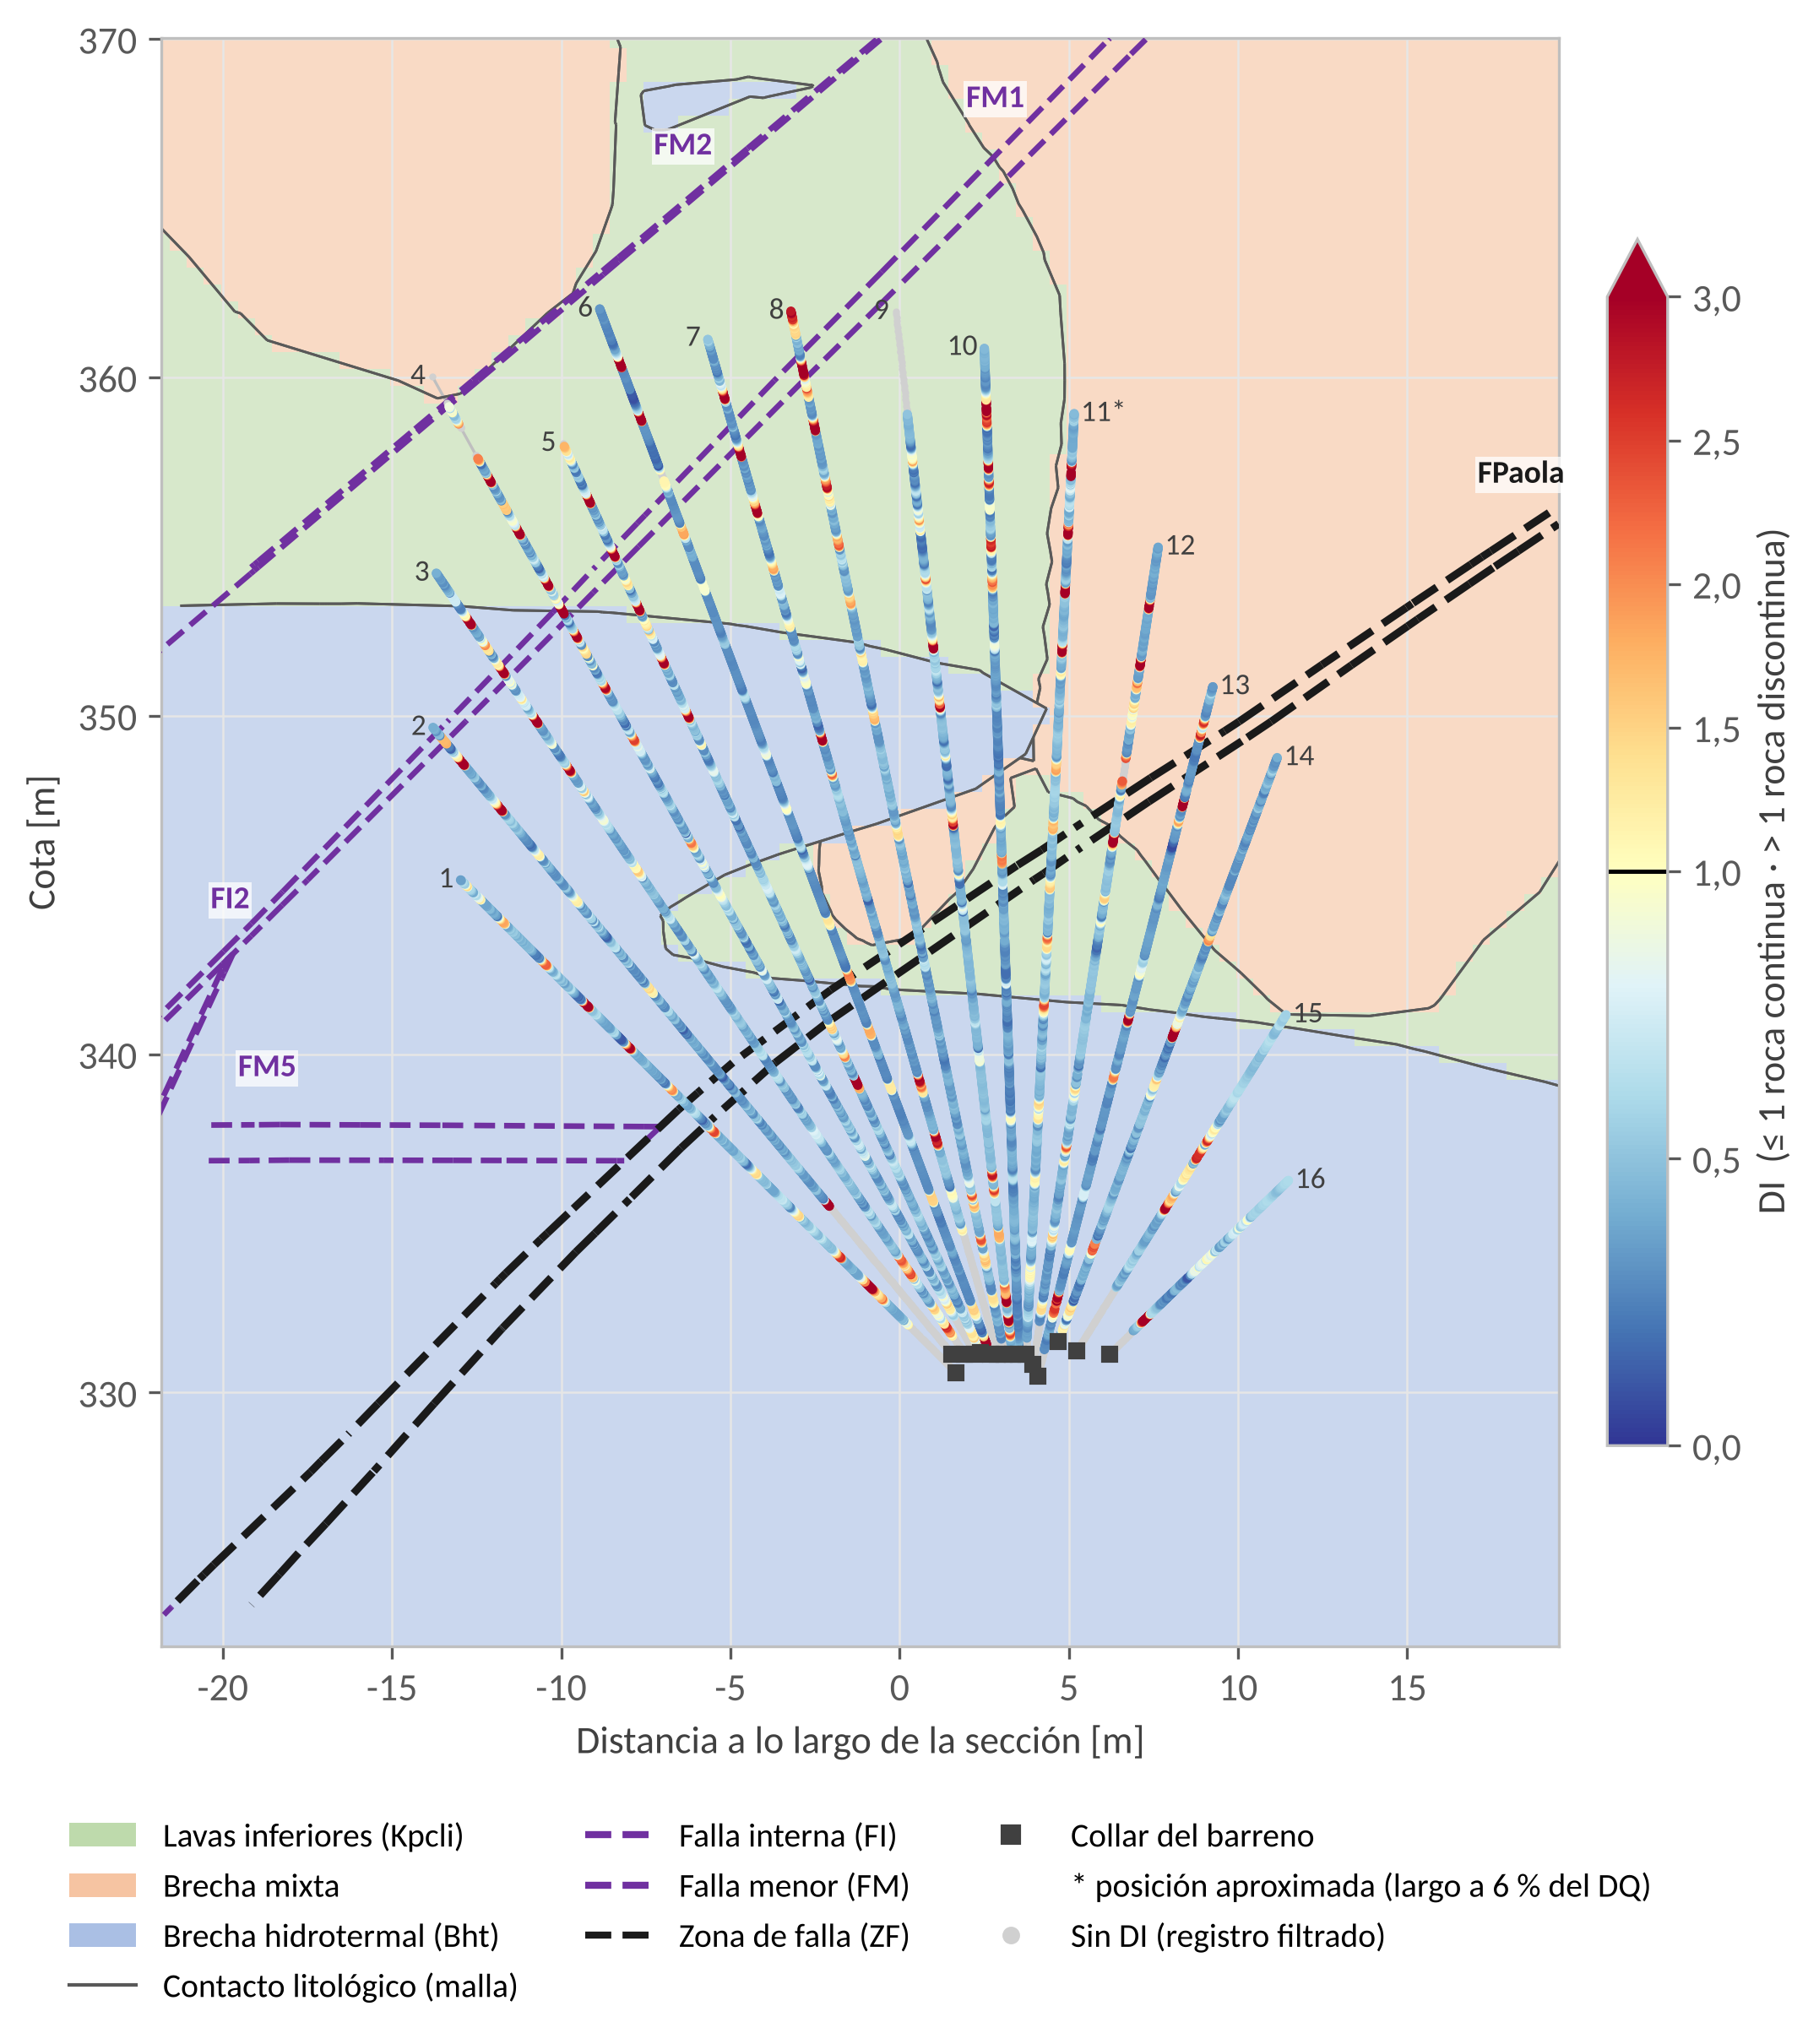 370
360
350
340
330
Cota [m]
-20
-15
-10
-5
0
5
10
15
Distancia a lo largo de la sección [m]
FM1
FM2
FPaola
FI2
FM5
1
2
3
4
5
6
7
8
9
10
11*
12
13
14
15
16
3,0
2,5
2,0
1,5
1,0
0,5
0,0
DI (≤ 1 roca continua · > 1 roca discontinua)
Lavas inferiores (Kpcli)
Brecha mixta
Brecha hidrotermal (Bht)
Contacto litológico (malla)
Falla interna (FI)
Falla menor (FM)
Zona de falla (ZF)
Collar del barreno
* posición aproximada (largo a 6 % del DQ)
Sin DI (registro filtrado)